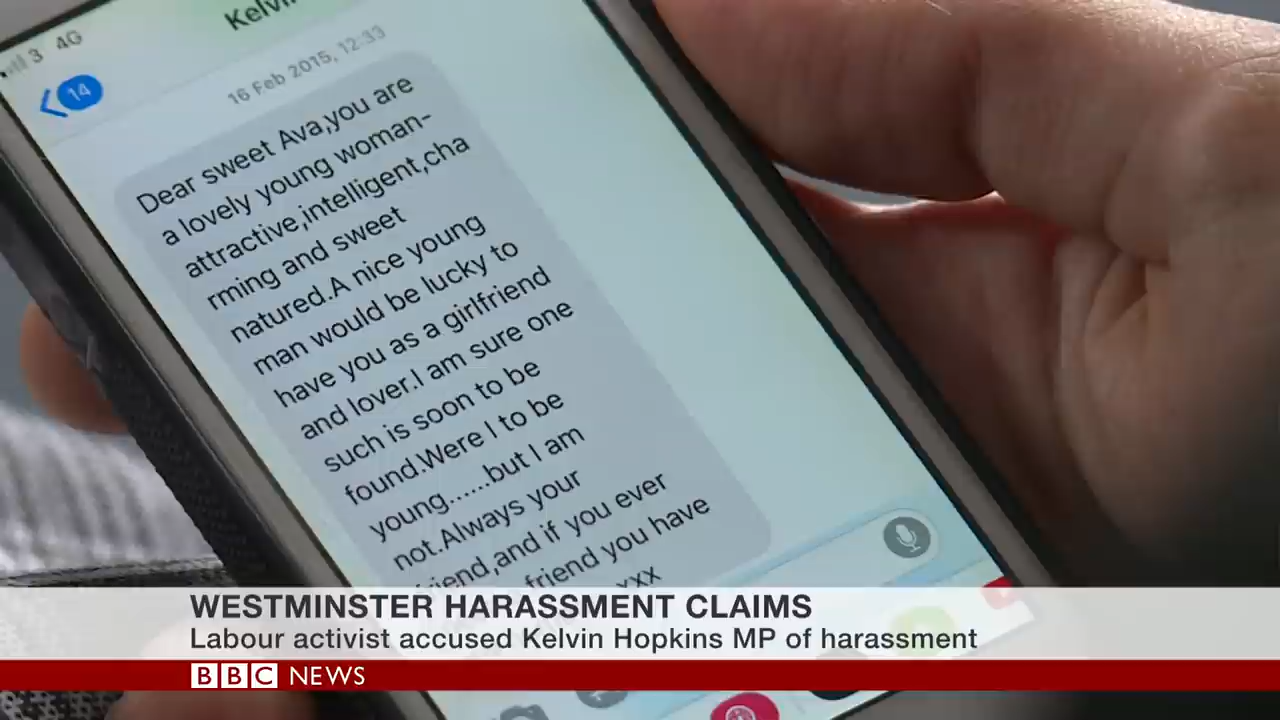 3 4G
14
16 Feb 2015, 12:33
Dear sweet Ava,you are
a lovely young woman-
attractive,intelligent,cha
rming and sweet
natured.A nice young
man would be lucky to
have you as a girlfriend
and lover.I am sure one
such is soon to be
found.Were I to be
young......but I am
not.Always your
and if you ever
friend you have
xxx
WESTMINSTER HARASSMENT CLAIMS
Labour activist accused Kelvin Hopkins MP of harassment
BBC NEWS